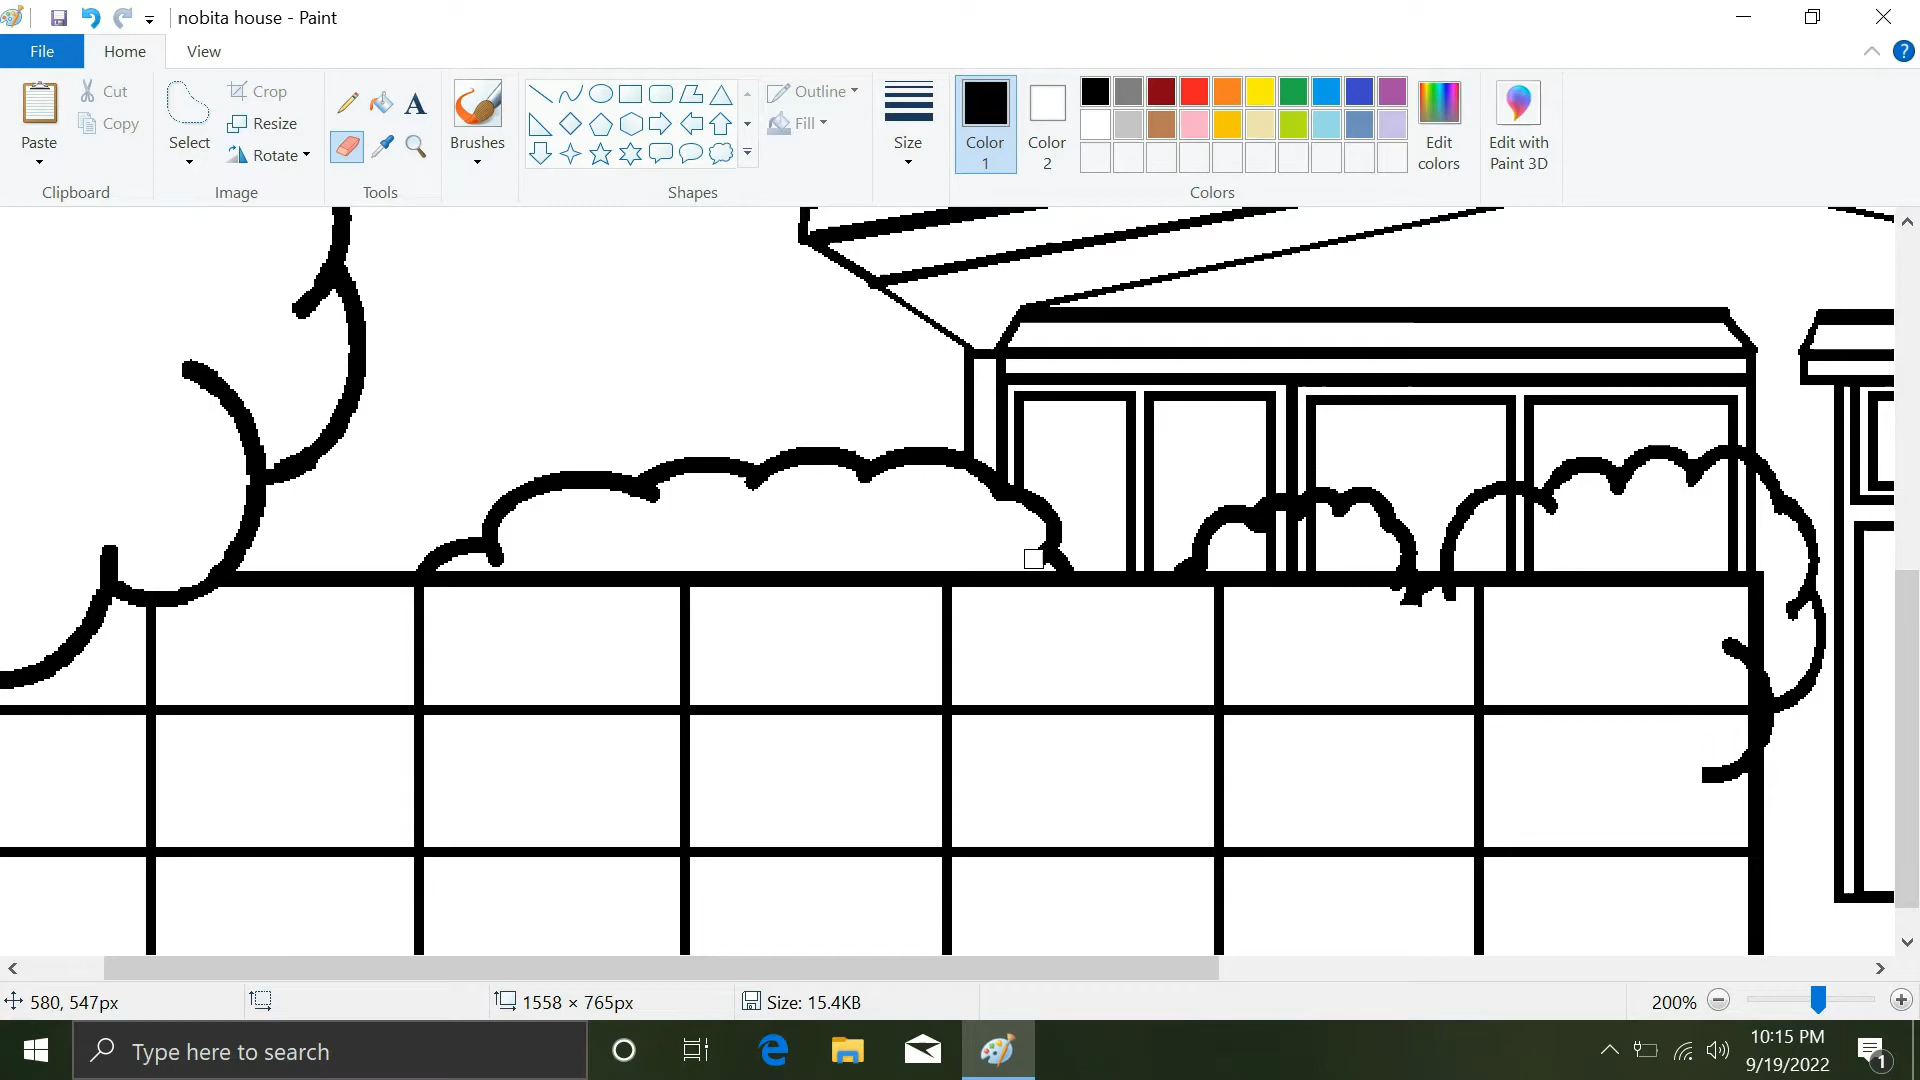 nobita house - Paint
File Home View
Paste
Cut
Copy
Clipboard
Select
Crop
Resize
Rotate
Image
A
Tools
Brushes
Shapes
Outline
Fill
Size
Color 1
Color 2
Edit colors
Colors
Edit with Paint 3D
580, 547px
1558 × 765px
Size: 15.4KB
200%
Type here to search
10:15 PM
9/19/2022
1